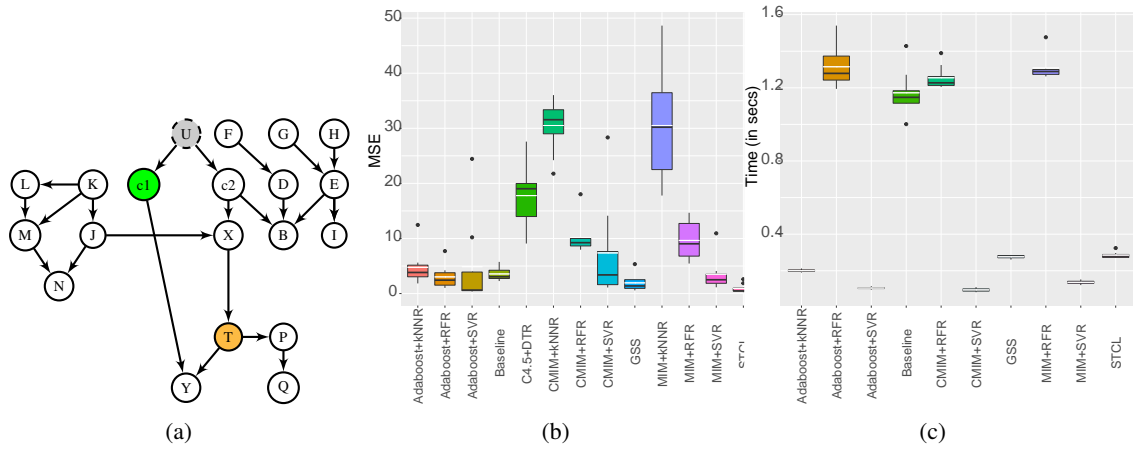 U
F
G
H
L
K
c1
c2
D
E
M
J
X
B
I
N
T
P
Y
Q
(a)
MSE
50
40
30
20
10
0
Adaboost+kNNR
Adaboost+RFR
Adaboost+SVR
Baseline
C4.5+DTR
CMIM+kNNR
CMIM+RFR
CMIM+SVR
GSS
MIM+kNNR
MIM+RFR
MIM+SVR
STCL
(b)
Time (in secs)
1.6
1.2
0.8
0.4
Adaboost+kNNR
Adaboost+RFR
Adaboost+SVR
Baseline
CMIM+RFR
CMIM+SVR
GSS
MIM+RFR
MIM+SVR
STCL
(c)